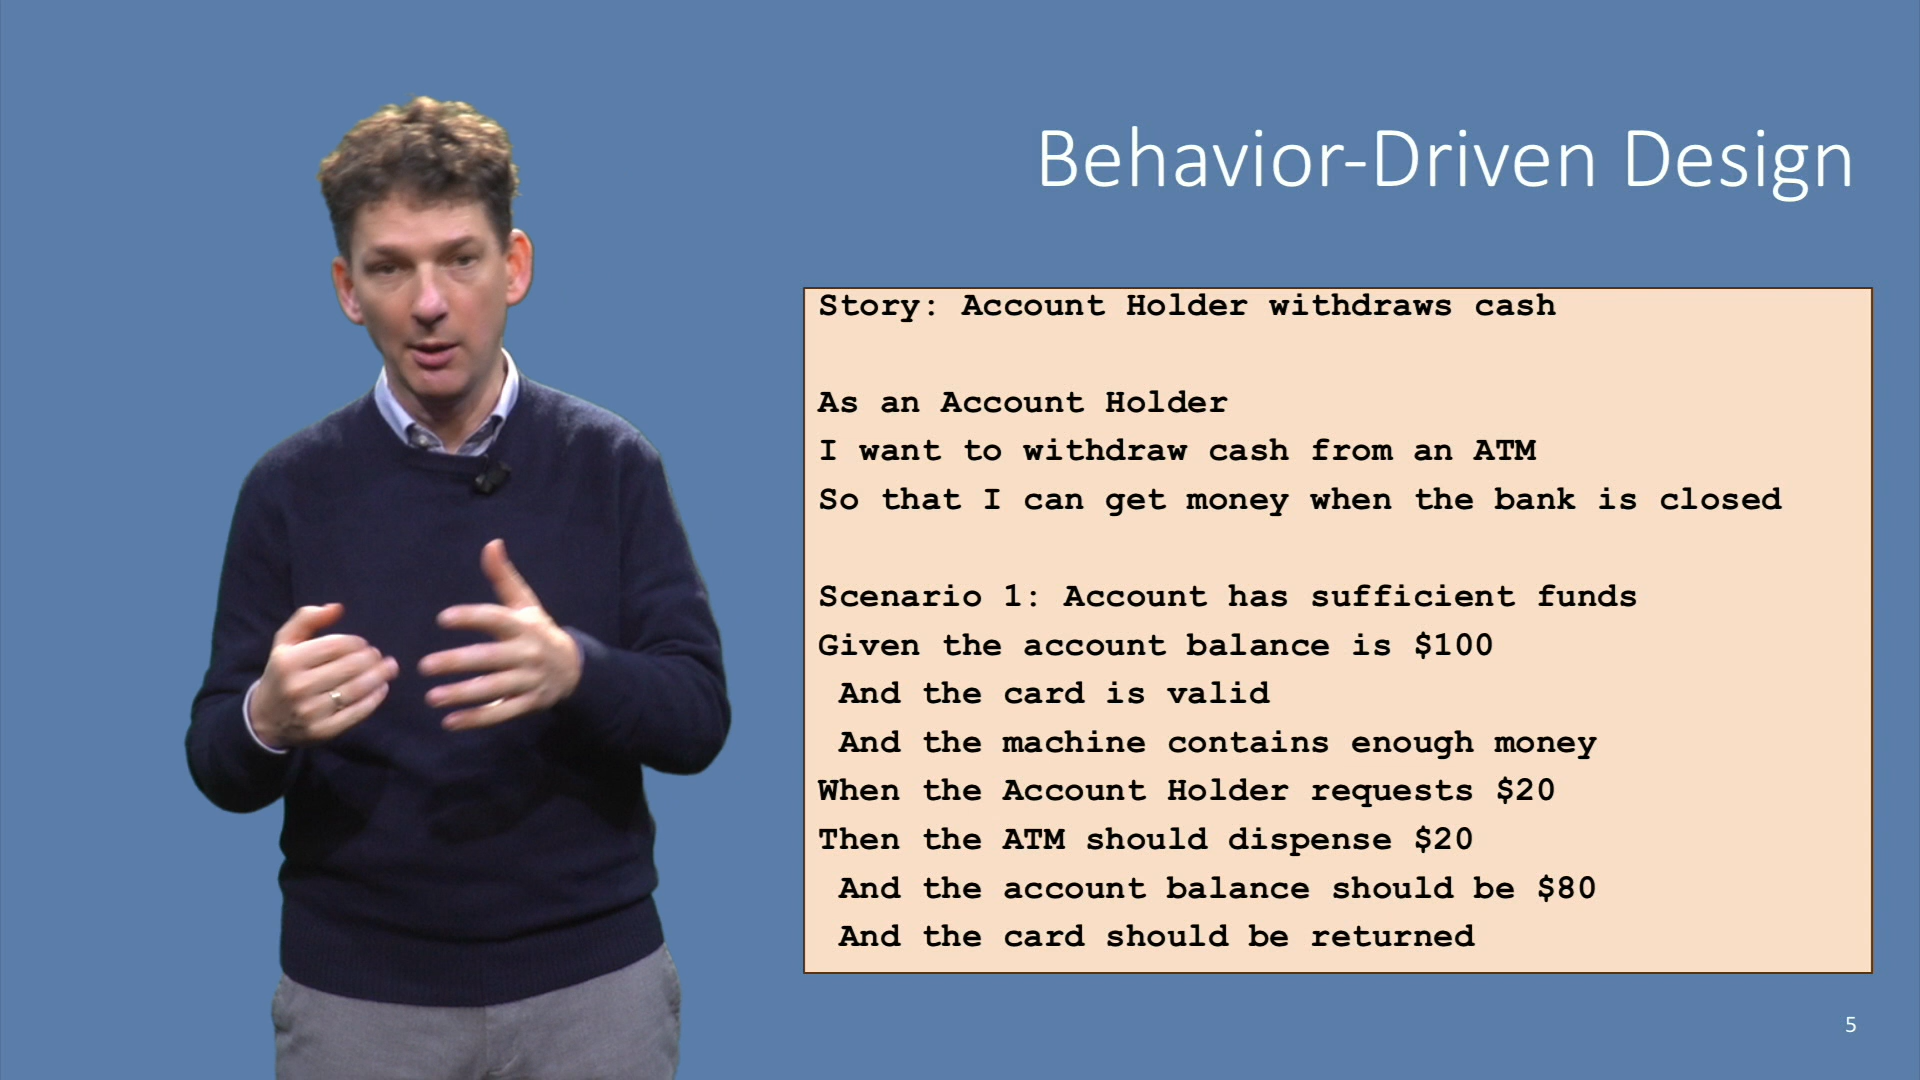 Behavior-Driven Design
Story: Account Holder withdraws cash
As an Account Holder
I want to withdraw cash from an ATM
So that I can get money when the bank is closed
Scenario 1: Account has sufficient funds
Given the account balance is $100
And the card is valid
And the machine contains enough money
When the Account Holder requests $20
Then the ATM should dispense $20
And the account balance should be $80
And the card should be returned
5